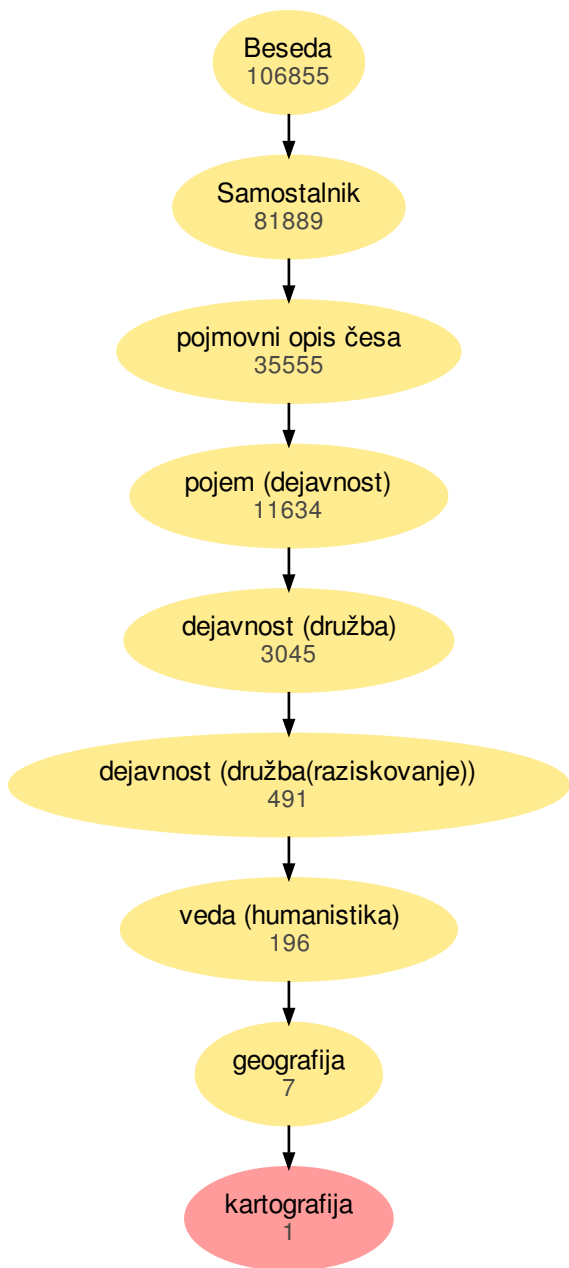 Beseda
106855
Samostalnik
81889
pojmovni opis česa
35555
pojem (dejavnost)
11634
dejavnost (družba)
3045
dejavnost (družba(raziskovanje))
491
veda (humanistika)
196
geografija
7
kartografija
1